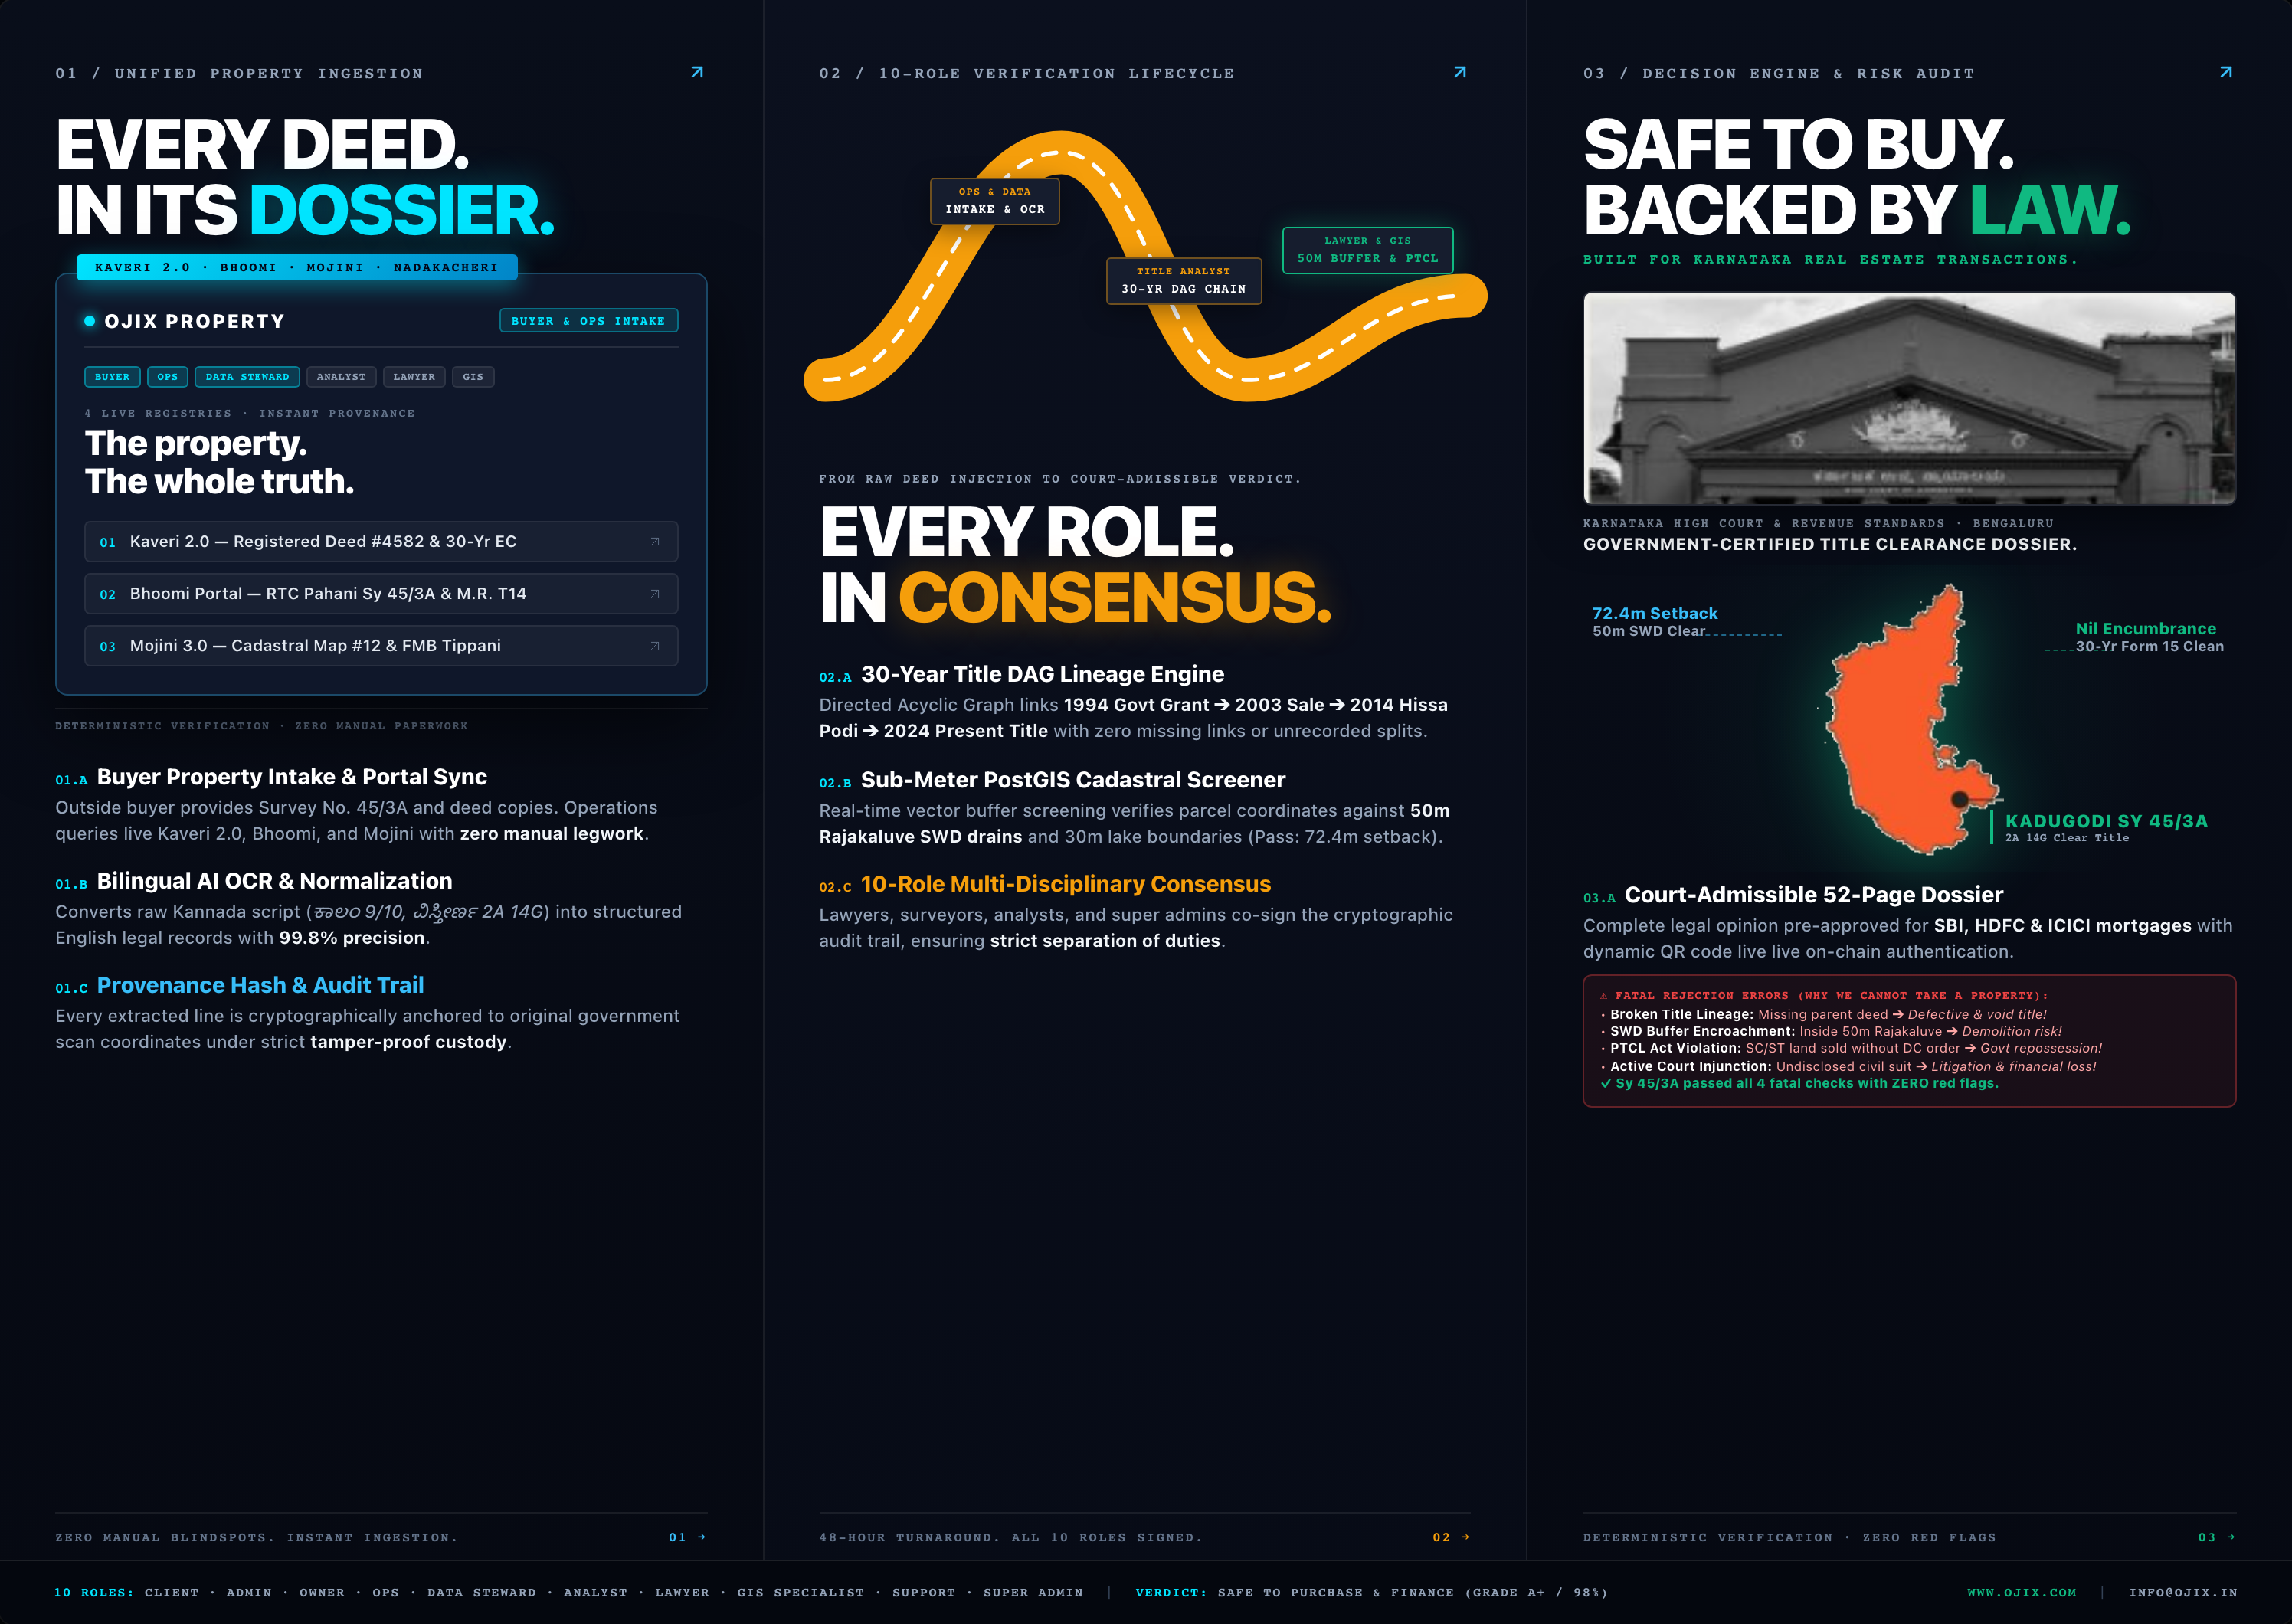 01 / UNIFIED PROPERTY INGESTION
EVERY DEED.
IN ITS DOSSIER.
KAVERI 2.0 · BHOOMI · MOJINI · NADAKACHERI
OJIX PROPERTY
BUYER & OPS INTAKE
BUYER OPS DATA STEWARD ANALYST LAWYER GIS
4 LIVE REGISTRIES · INSTANT PROVENANCE
The property.
The whole truth.
01 Kaveri 2.0 — Registered Deed #4582 & 30-Yr EC
02 Bhoomi Portal — RTC Pahani Sy 45/3A & M.R. T14
03 Mojini 3.0 — Cadastral Map #12 & FMB Tippani
DETERMINISTIC VERIFICATION · ZERO MANUAL PAPERWORK
01.A Buyer Property Intake & Portal Sync
Outside buyer provides Survey No. 45/3A and deed copies. Operations
queries live Kaveri 2.0, Bhoomi, and Mojini with zero manual legwork.
01.B Bilingual AI OCR & Normalization
Converts raw Kannada script (ಕಾಲಂ 9/10, ವಿಸ್ತೀರ್ಣ 2A 14G) into structured
English legal records with 99.8% precision.
01.C Provenance Hash & Audit Trail
Every extracted line is cryptographically anchored to original government
scan coordinates under strict tamper-proof custody.
ZERO MANUAL BLINDSPOTS. INSTANT INGESTION.
01 →
02 / 10-ROLE VERIFICATION LIFECYCLE
OPS & DATA
INTAKE & OCR
TITLE ANALYST
30-YR DAG CHAIN
LAWYER & GIS
50M BUFFER & PTCL
FROM RAW DEED INJECTION TO COURT-ADMISSIBLE VERDICT.
EVERY ROLE.
IN CONSENSUS.
02.A 30-Year Title DAG Lineage Engine
Directed Acyclic Graph links 1994 Govt Grant ➔ 2003 Sale ➔ 2014 Hissa
Podi ➔ 2024 Present Title with zero missing links or unrecorded splits.
02.B Sub-Meter PostGIS Cadastral Screener
Real-time vector buffer screening verifies parcel coordinates against 50m
Rajakaluve SWD drains and 30m lake boundaries (Pass: 72.4m setback).
02.C 10-Role Multi-Disciplinary Consensus
Lawyers, surveyors, analysts, and super admins co-sign the cryptographic
audit trail, ensuring strict separation of duties.
48-HOUR TURNAROUND. ALL 10 ROLES SIGNED.
02 →
03 / DECISION ENGINE & RISK AUDIT
SAFE TO BUY.
BACKED BY LAW.
BUILT FOR KARNATAKA REAL ESTATE TRANSACTIONS.
KARNATAKA HIGH COURT & REVENUE STANDARDS · BENGALURU
GOVERNMENT-CERTIFIED TITLE CLEARANCE DOSSIER.
72.4m Setback
50m SWD Clear
Nil Encumbrance
30-Yr Form 15 Clean
KADUGODI SY 45/3A
2A 14G Clear Title
03.A Court-Admissible 52-Page Dossier
Complete legal opinion pre-approved for SBI, HDFC & ICICI mortgages with
dynamic QR code live live on-chain authentication.
⚠ FATAL REJECTION ERRORS (WHY WE CANNOT TAKE A PROPERTY):
• Broken Title Lineage: Missing parent deed ➔ Defective & void title!
• SWD Buffer Encroachment: Inside 50m Rajakaluve ➔ Demolition risk!
• PTCL Act Violation: SC/ST land sold without DC order ➔ Govt repossession!
• Active Court Injunction: Undisclosed civil suit ➔ Litigation & financial loss!
✓ Sy 45/3A passed all 4 fatal checks with ZERO red flags.
DETERMINISTIC VERIFICATION · ZERO RED FLAGS
03 →
10 ROLES: CLIENT · ADMIN · OWNER · OPS · DATA STEWARD · ANALYST · LAWYER · GIS SPECIALIST · SUPPORT · SUPER ADMIN | VERDICT: SAFE TO PURCHASE & FINANCE (GRADE A+ / 98%)
WWW.OJIX.COM | INFO@OJIX.IN